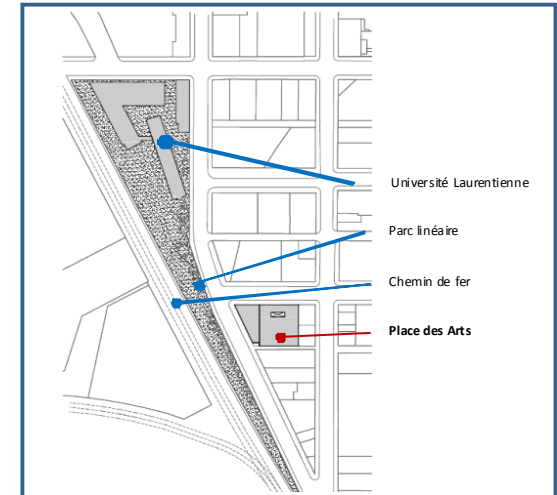 Université Laurentienne
Parc linéaire
Chemin de fer
Place des Arts